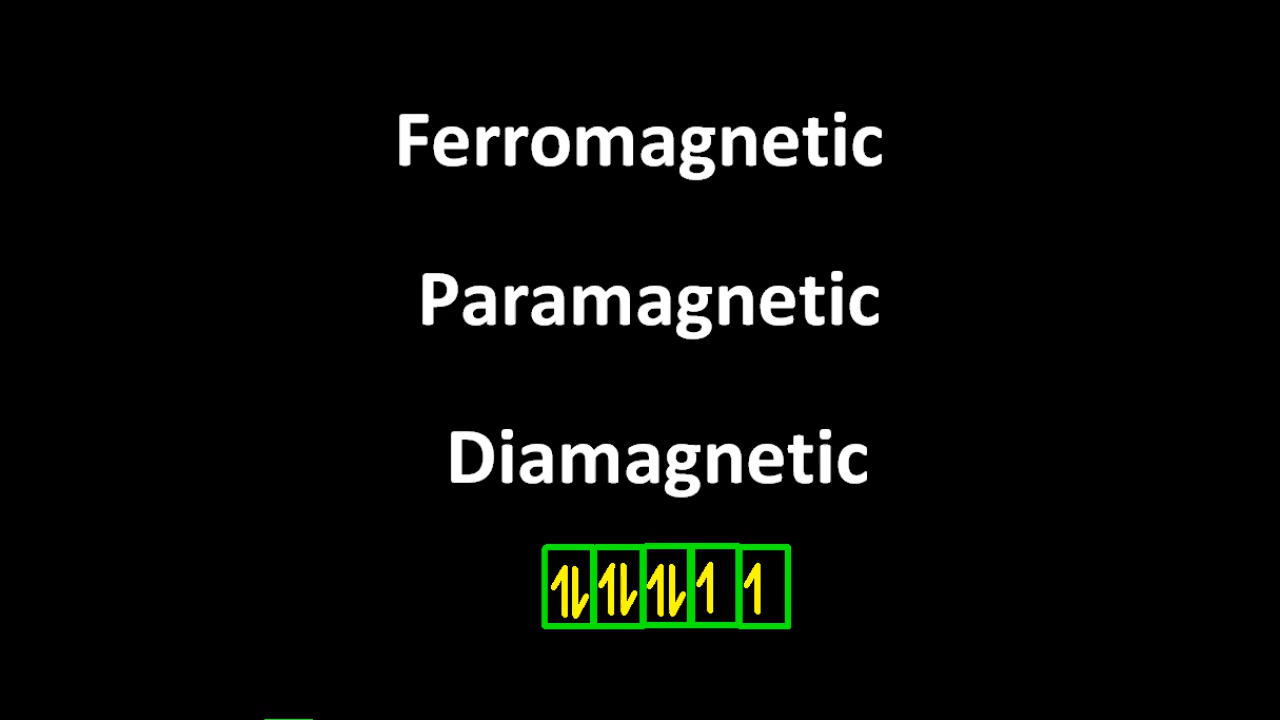 Ferromagnetic
Paramagnetic
Diamagnetic
⥮ ⥮ ⥮ ↿ ↿